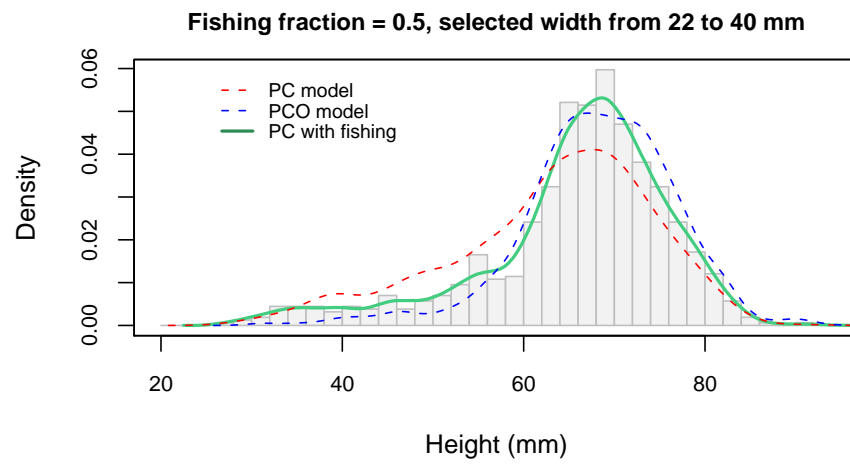 Fishing fraction = 0.5, selected width from 22 to 40 mm
PC model
PCO model
PC with fishing
Density
0.06
0.04
0.02
0.00
20 40 60 80
Height (mm)